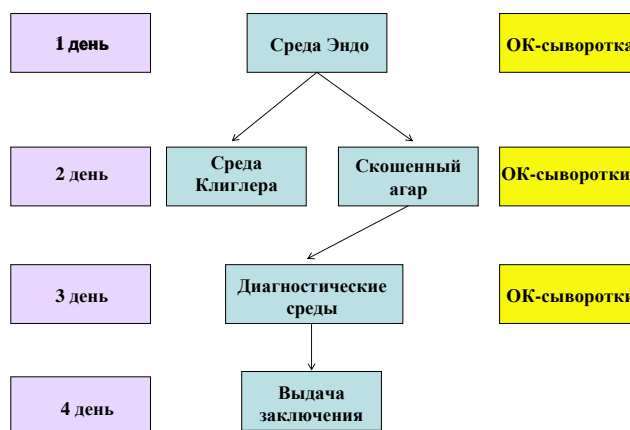 1 день
Среда Эндо
ОК-сыворотка
2 день
Среда
Клиглера
Скошенный
агар
ОК-сыворотки
3 день
Диагностические
среды
ОК-сыворотки
4 день
Выдача
заключения